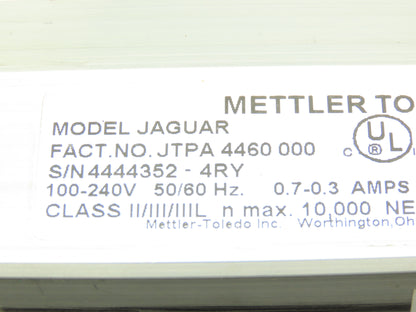 METTLER TO
MODEL JAGUAR
FACT.NO. JTPA 4460 000
C UL ®
S/N 4444352 - 4RY
100-240V 50/60 Hz. 0.7-0.3 AMPS
CLASS II/III/IIIL n max. 10,000 NE
Mettler-Toledo Inc. Worthington, Oh